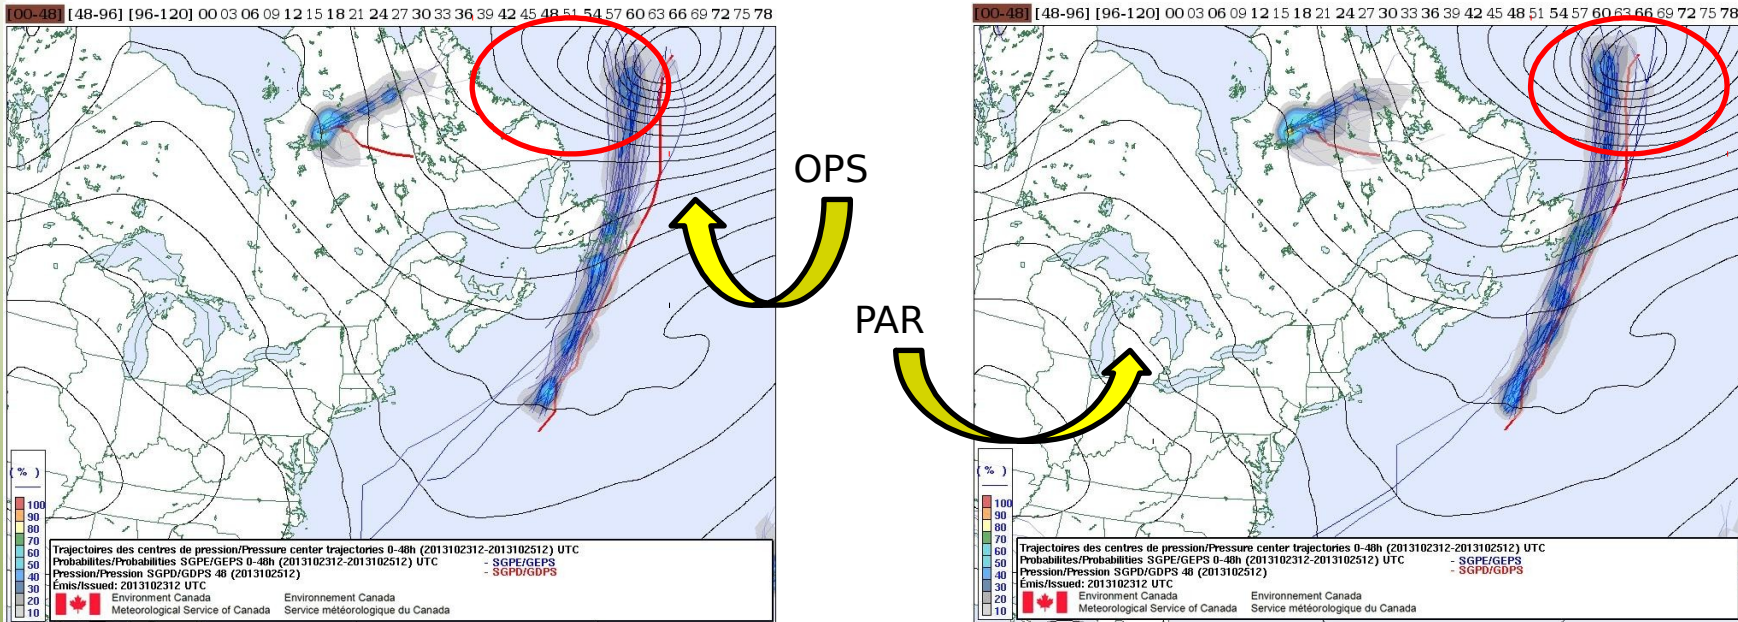 [00-48] [48-96] [96-120] 00 03 06 09 12 15 18 21 24 27 30 33 36 39 42 45 48 51 54 57 60 63 66 69 72 75 78
OPS
PAR
( % )
100
90
80
70
60
50
40
30
20
10
Trajectoires des centres de pression/Pressure center trajectories 0-48h (2013102312-2013102512) UTC
Probabilites/Probabilities SGPE/GEPS 0-48h (2013102312-2013102512) UTC - SGPE/GEPS
Pression/Pression SGPD/GDPS 48 (2013102512) - SGPD/GDPS
Émis/Issued: 2013102312 UTC
Environment Canada Environnement Canada
Meteorological Service of Canada Service météorologique du Canada
[00-48] [48-96] [96-120] 00 03 06 09 12 15 18 21 24 27 30 33 36 39 42 45 48 51 54 57 60 63 66 69 72 75 78
( % )
100
90
80
70
60
50
40
30
20
10
Trajectoires des centres de pression/Pressure center trajectories 0-48h (2013102312-2013102512) UTC
Probabilites/Probabilities SGPE/GEPS 0-48h (2013102312-2013102512) UTC - SGPE/GEPS
Pression/Pression SGPD/GDPS 48 (2013102512) - SGPD/GDPS
Émis/Issued: 2013102312 UTC
Environment Canada Environnement Canada
Meteorological Service of Canada Service météorologique du Canada